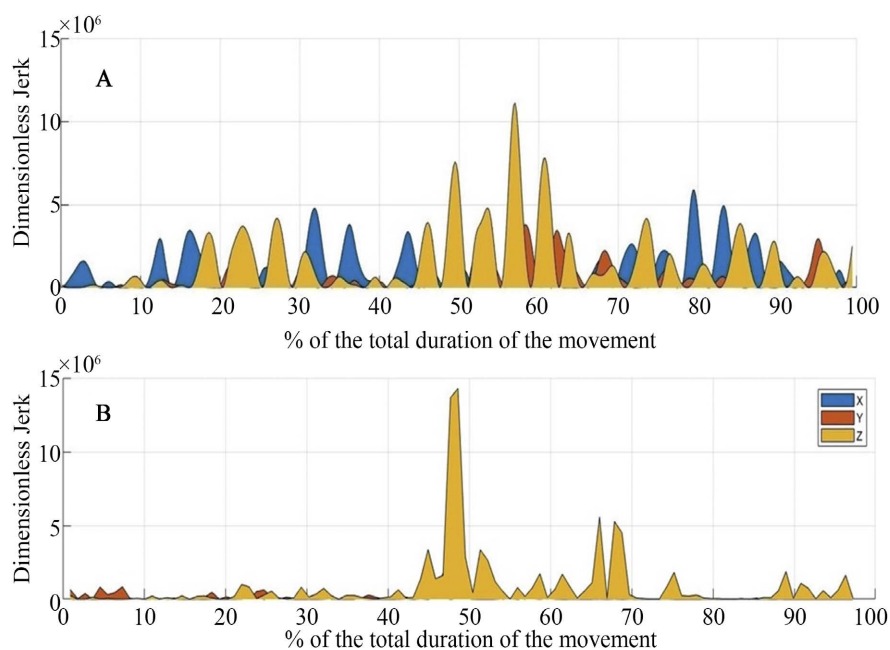 ×10⁶
15
A
10
5
0
Dimensionless Jerk
0 10 20 30 40 50 60 70 80 90 100
% of the total duration of the movement
×10⁶
15
B
X
Y
Z
10
5
0
Dimensionless Jerk
0 10 20 30 40 50 60 70 80 90 100
% of the total duration of the movement